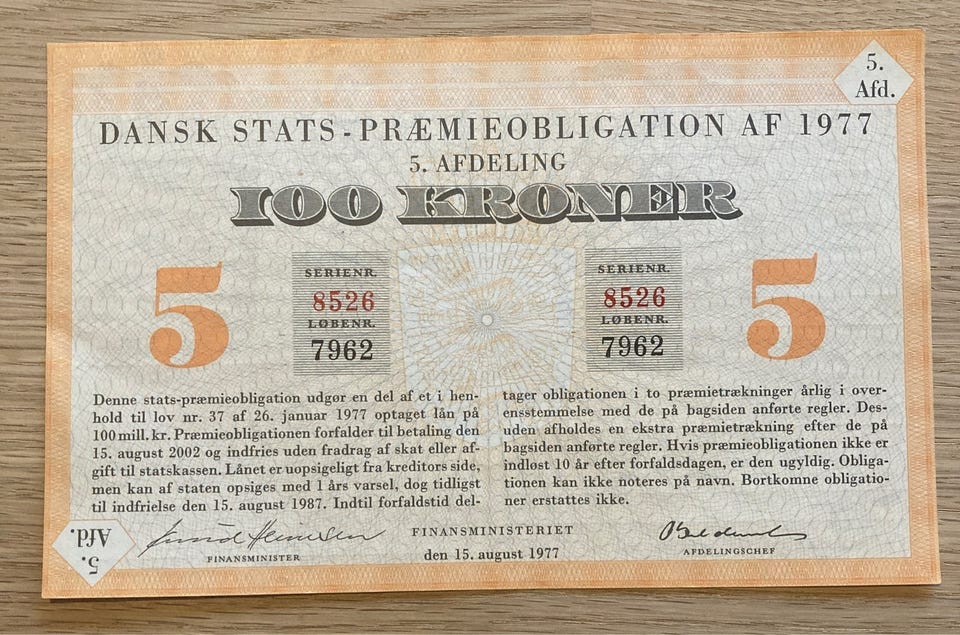 5.
Afd.
DANSK STATS-PRÆMIEOBLIGATION AF 1977
5. AFDELING
100 KRONER
5
SERIENR.
8526
LØBENR.
7962
SERIENR.
8526
LØBENR.
7962
5
Denne stats-præmieobligation udgør en del af et i hen-
hold til lov nr. 37 af 26. januar 1977 optaget lån på
100 mill. kr. Præmieobligationen forfalder til betaling den
15. august 2002 og indfries uden fradrag af skat eller af-
gift til statskassen. Lånet er uopsigeligt fra kreditors side,
men kan af staten opsiges med 1 års varsel, dog tidligst
til indfrielse den 15. august 1987. Indtil forfaldstid del-
tager obligationen i to præmietrækninger årlig i over-
ensstemmelse med de på bagsiden anførte regler. Des-
uden afholdes en ekstra præmietrækning efter de på
bagsiden anførte regler. Hvis præmieobligationen ikke er
indløst 10 år efter forfaldsdagen, er den ugyldig. Obliga-
tionen kan ikke noteres på navn. Bortkomne obligatio-
ner erstattes ikke.
FINANSMINISTER
FINANSMINISTERIET
den 15. august 1977
AFDELINGSCHEF
5.
Afd.